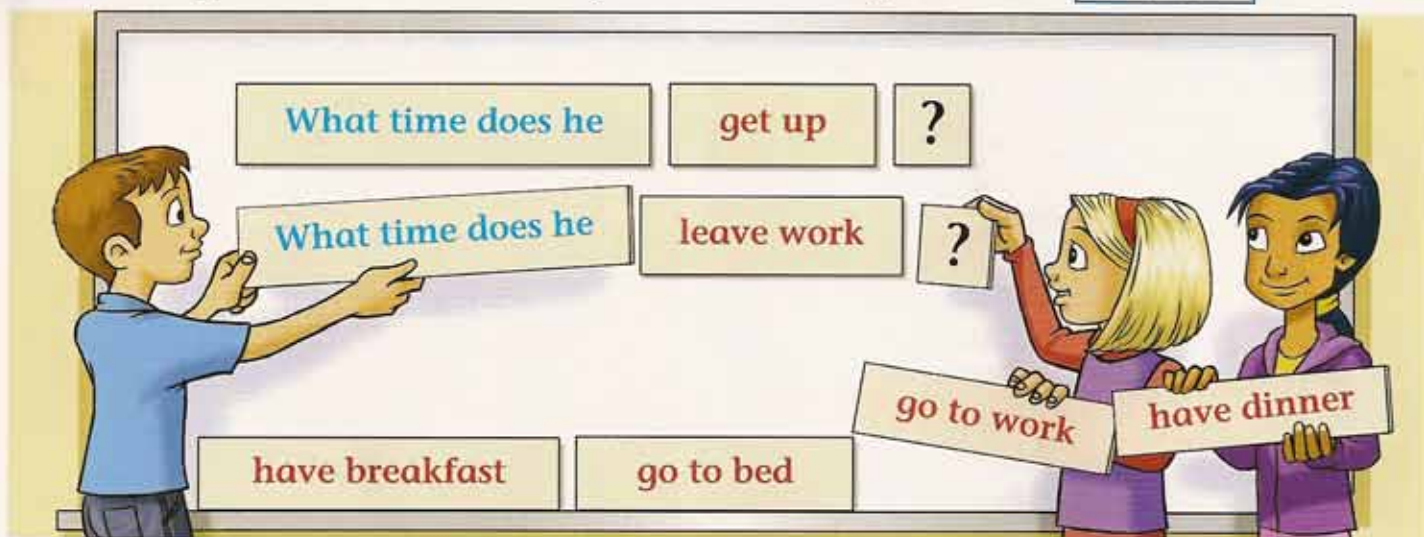 What time does he get up ?
What time does he leave work ?
go to work have dinner
have breakfast go to bed